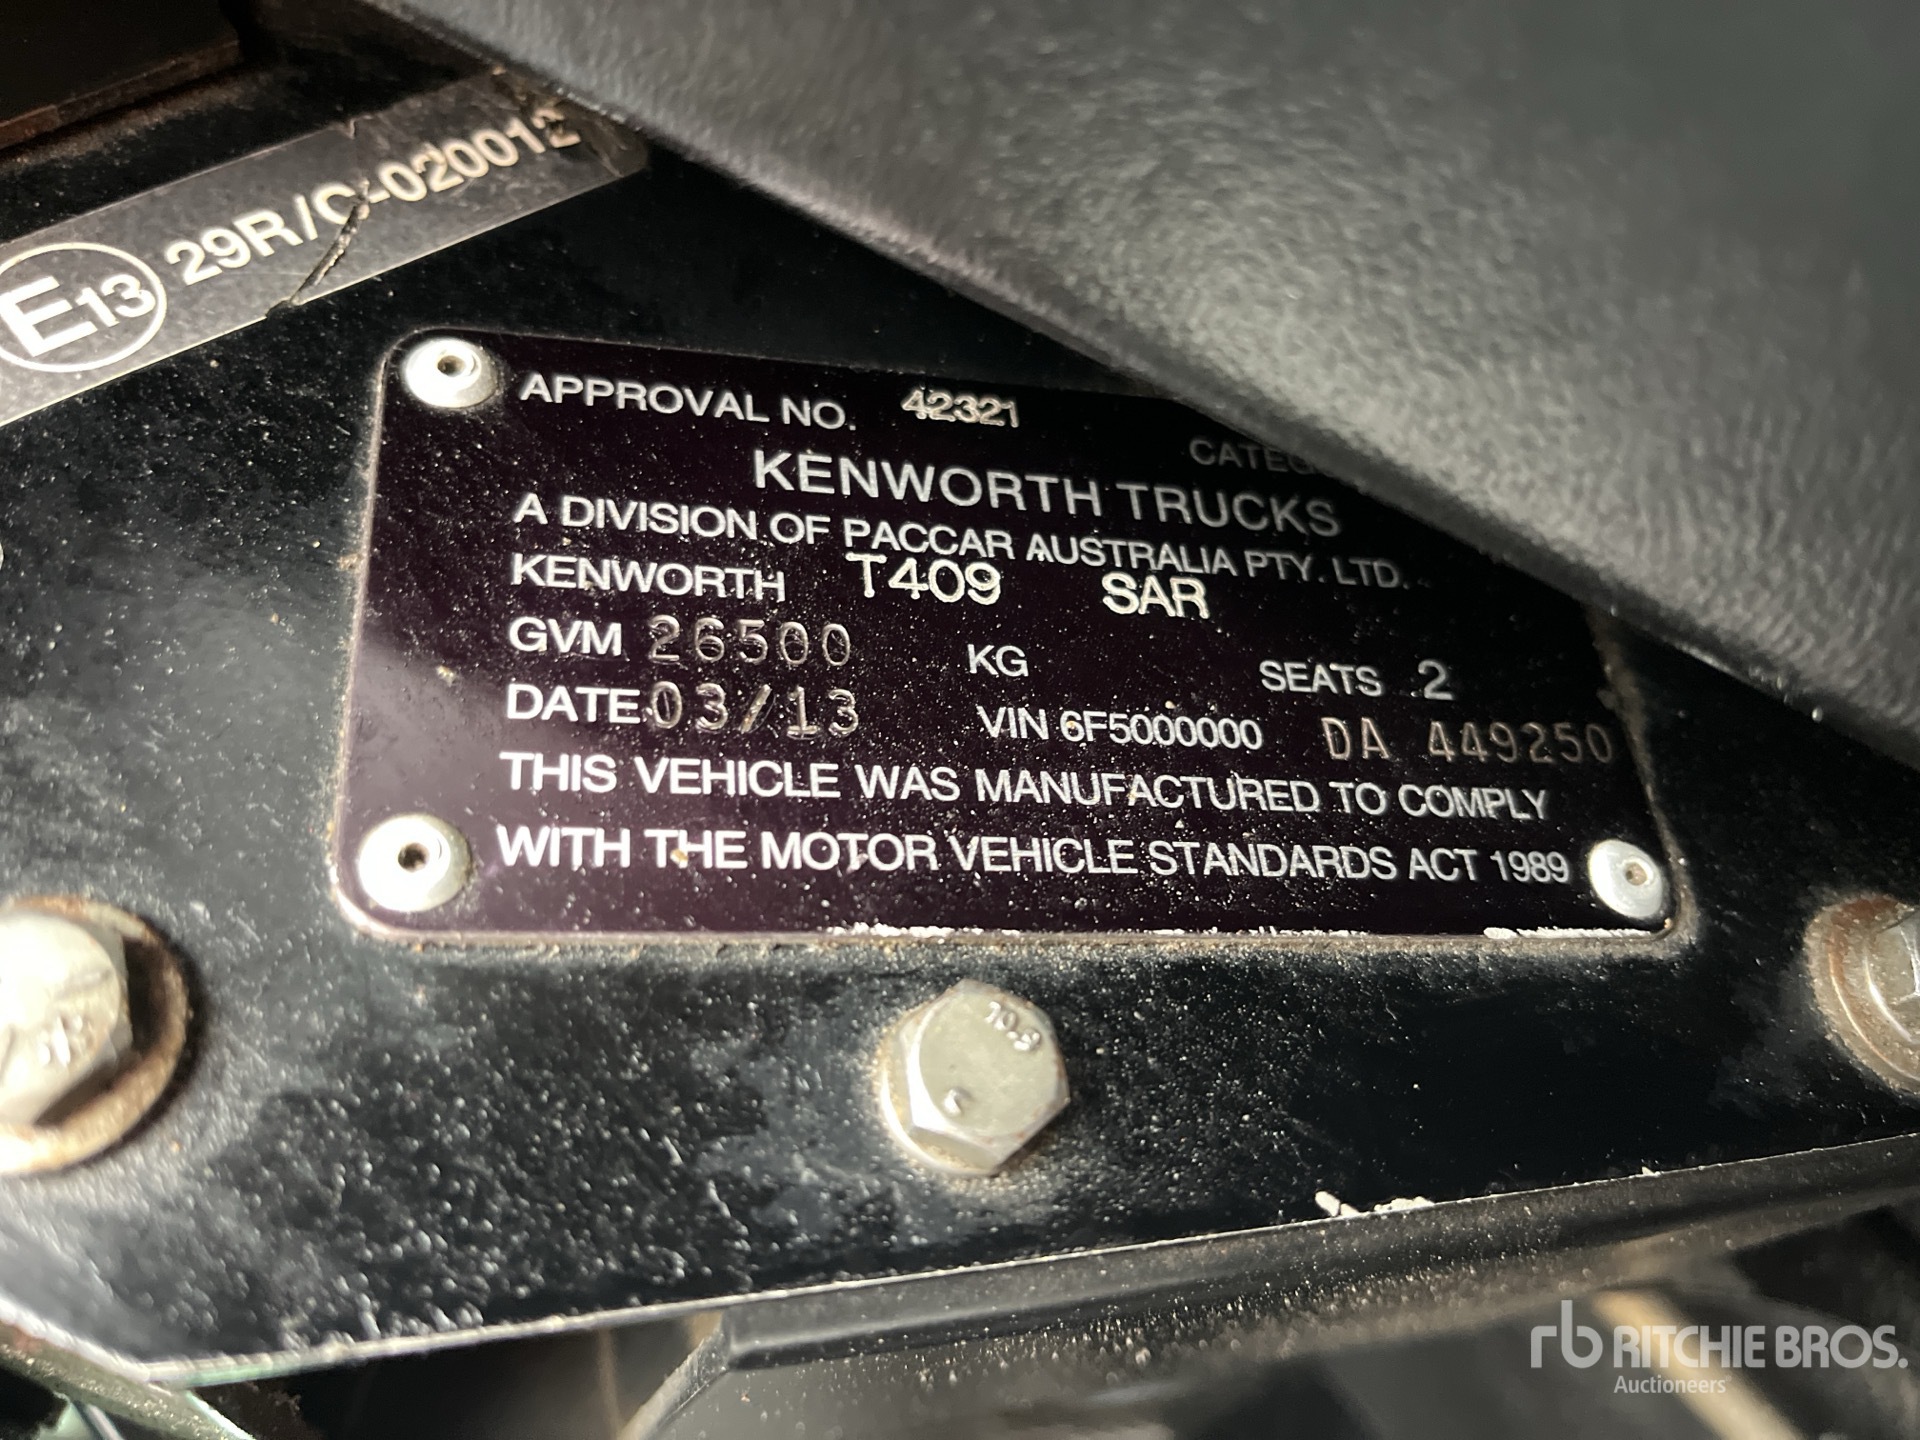 E13 29R/C-020012
APPROVAL NO. 42321
KENWORTH TRUCKS
A DIVISION OF PACCAR AUSTRALIA PTY. LTD.
KENWORTH T409 SAR
GVM 26500 KG SEATS 2
DATE 03/13 VIN 6F5000000 DA 449250
THIS VEHICLE WAS MANUFACTURED TO COMPLY
WITH THE MOTOR VEHICLE STANDARDS ACT 1989
10.9
rb RITCHIE BROS.
Auctioneers